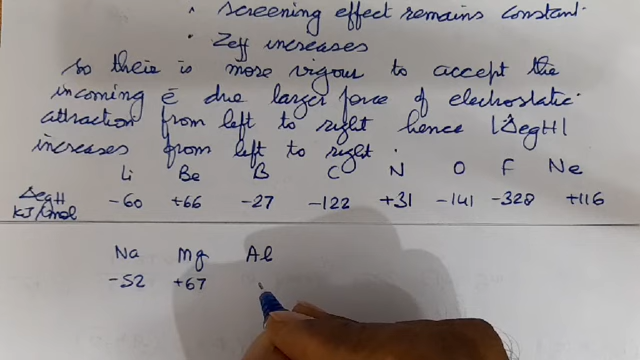 . Screening effect remains constant.
. Zeff increases
So there is more vigour to accept the
incoming ē due larger force of electrostatic
attraction from left to right hence |ΔegH|
increases from left to right.
Li Be B C N O F Ne
ΔegH -60 +66 -27 -122 +31 -141 -328 +116
KJ/mol
Na Mg Al
-52 +67